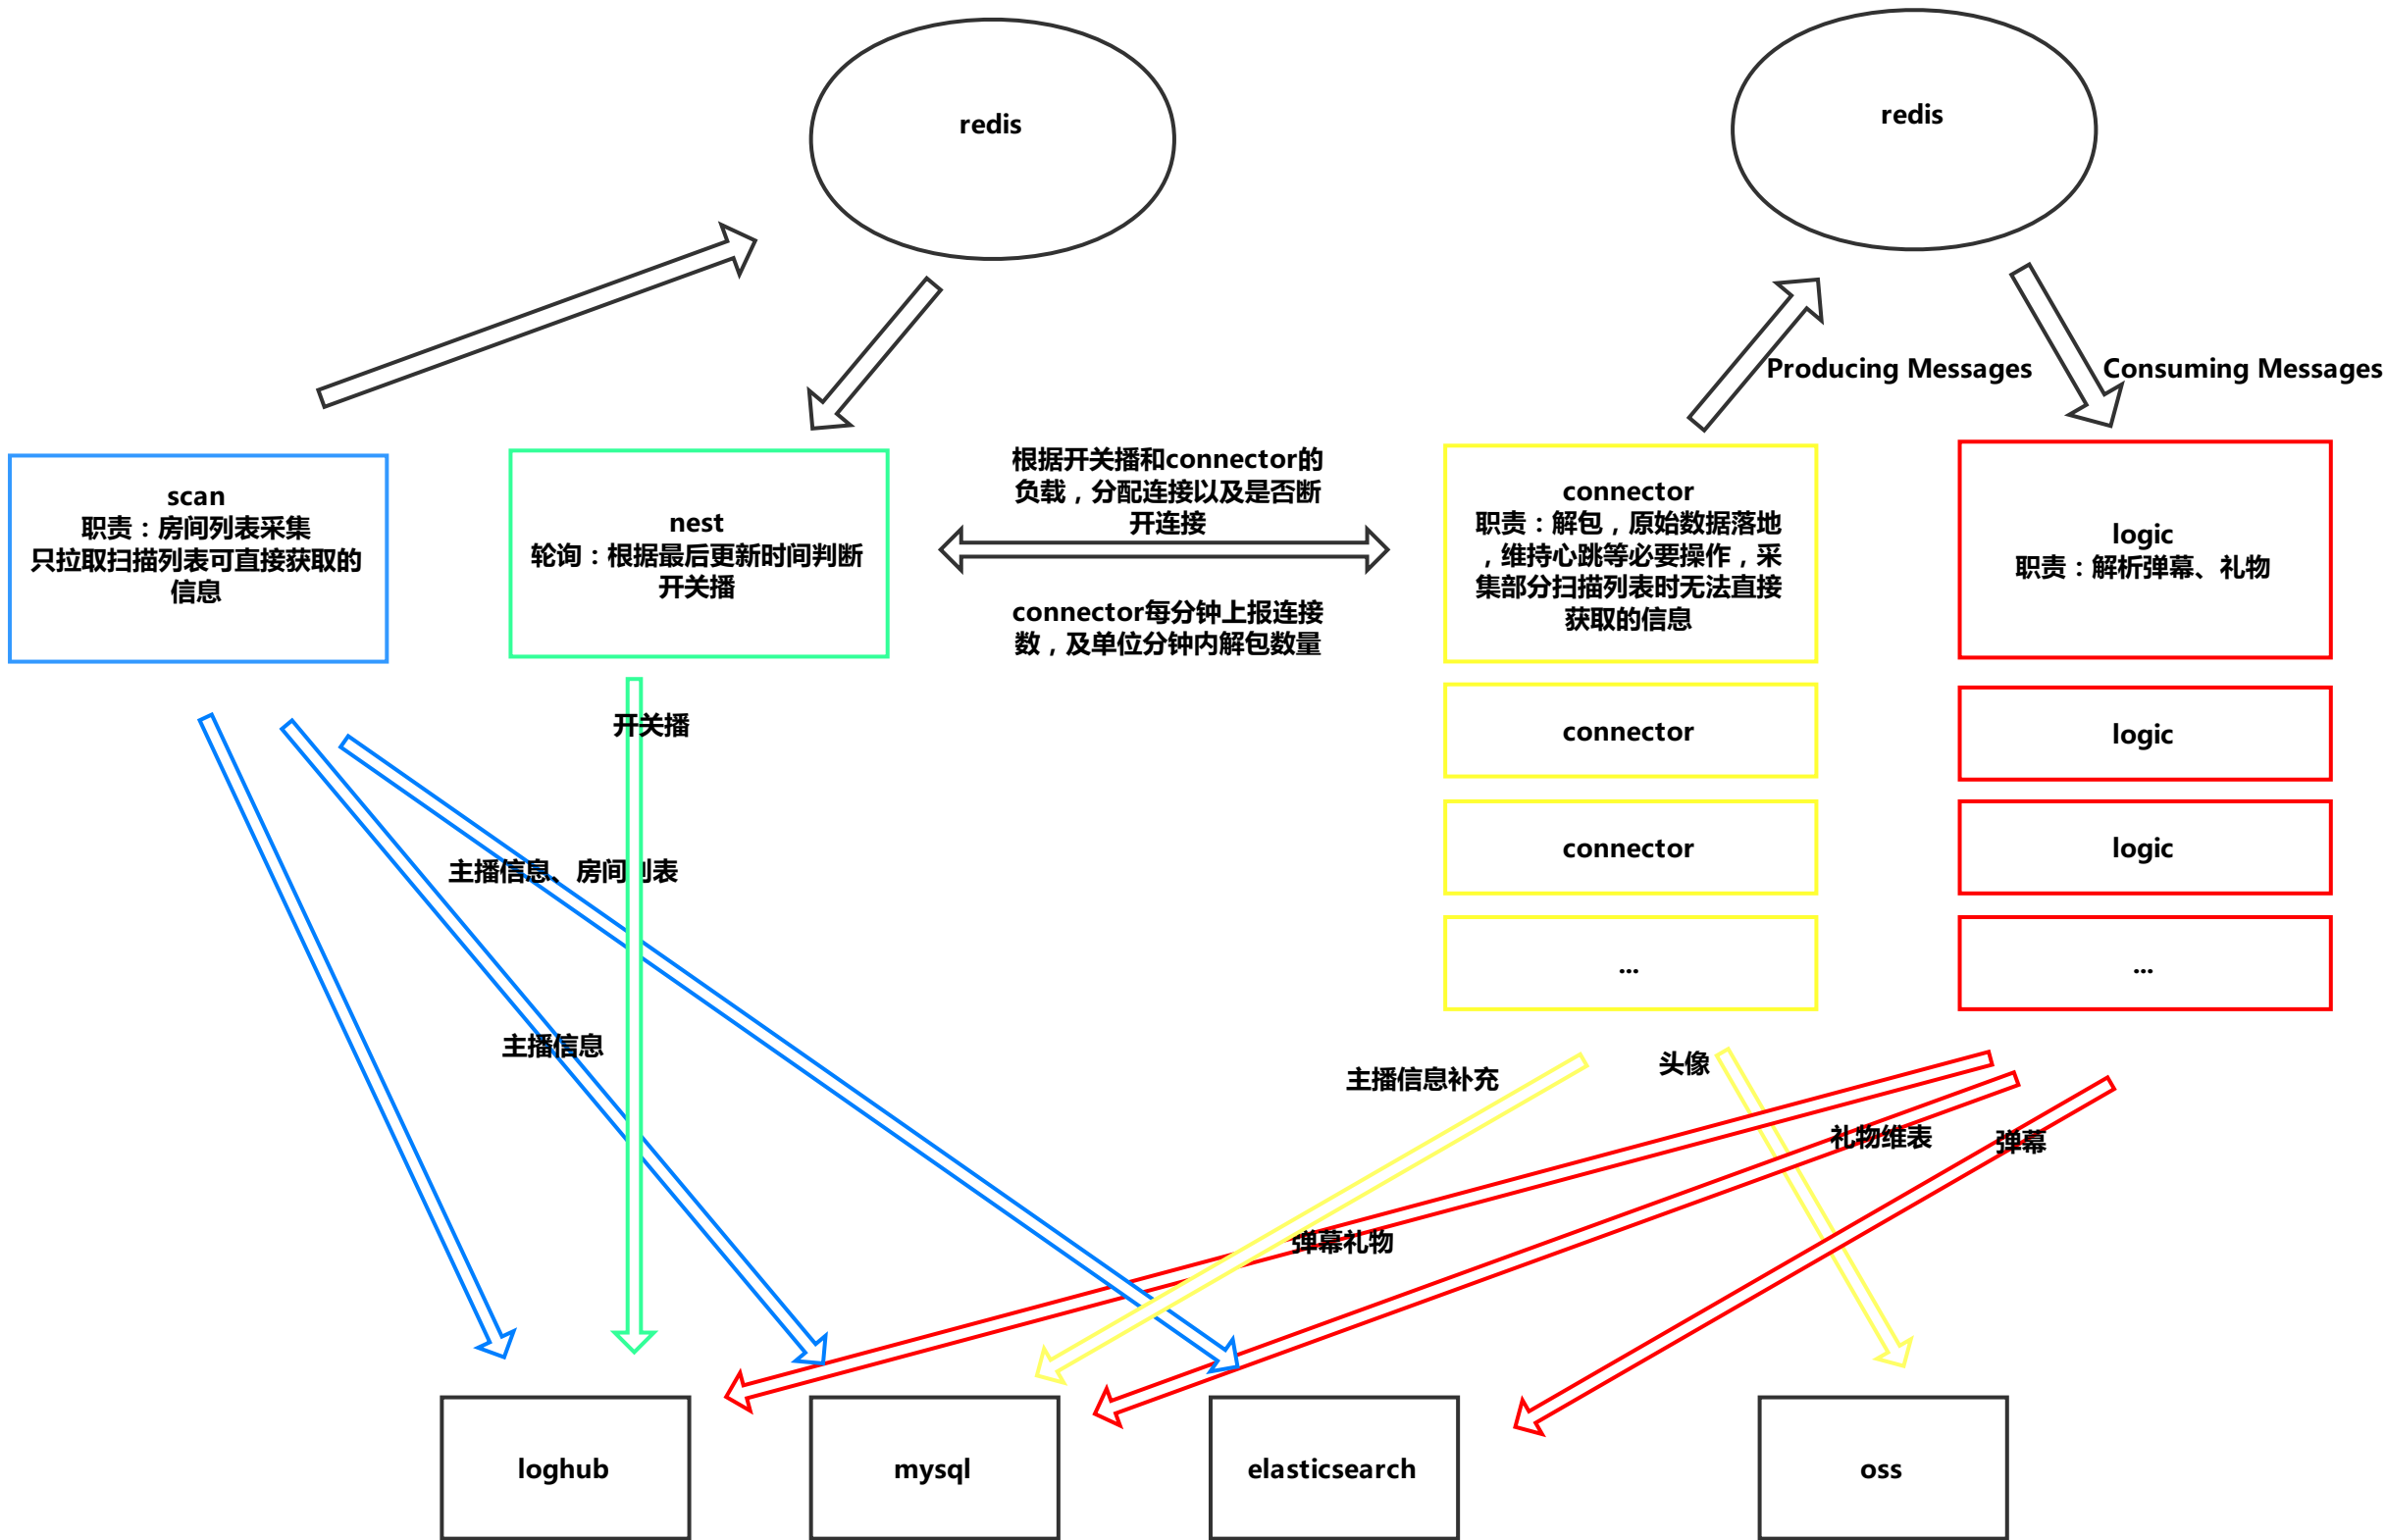 redis
redis
Producing Messages
Consuming Messages
scan
职责：房间列表采集
只拉取扫描列表可直接获取的
信息
nest
轮询：根据最后更新时间判断
开关播
根据开关播和connector的
负载，分配连接以及是否断
开连接
connector每分钟上报连接
数，及单位分钟内解包数量
connector
职责：解包，原始数据落地
，维持心跳等必要操作，采
集部分扫描列表时无法直接
获取的信息
logic
职责：解析弹幕、礼物
connector
logic
connector
logic
...
...
开关播
主播信息、房间列表
主播信息
主播信息补充
头像
礼物维表
弹幕
弹幕礼物
loghub
mysql
elasticsearch
oss